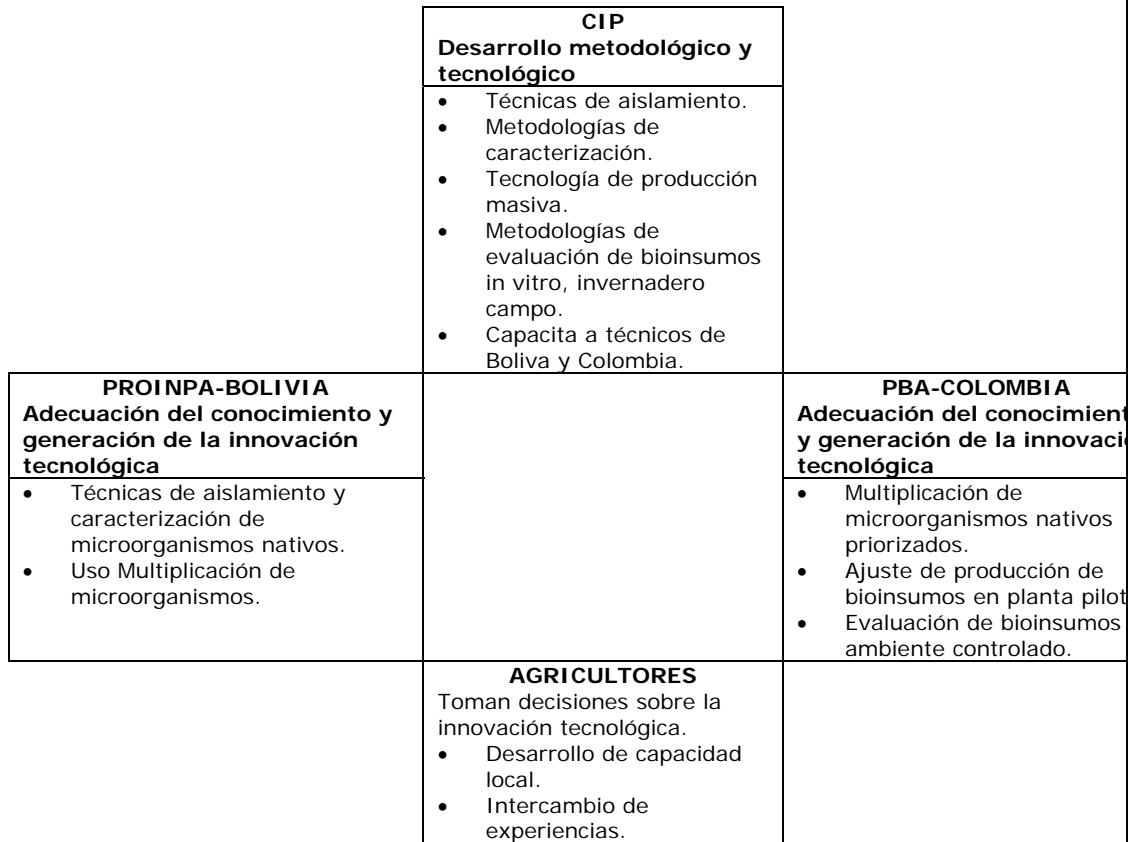 CIP
Desarrollo metodológico y
tecnológico
• Técnicas de aislamiento.
• Metodologías de
caracterización.
• Tecnología de producción
masiva.
• Metodologías de
evaluación de bioinsumos
in vitro, invernadero
campo.
• Capacita a técnicos de
Boliva y Colombia.
PROINPA-BOLIVIA
Adecuación del conocimiento y
generación de la innovación
tecnológica
• Técnicas de aislamiento y
caracterización de
microorganismos nativos.
• Uso Multiplicación de
microorganismos.
PBA-COLOMBIA
Adecuación del conocimient
y generación de la innovaci
tecnológica
• Multiplicación de
microorganismos nativos
priorizados.
• Ajuste de producción de
bioinsumos en planta pilot
• Evaluación de bioinsumos
ambiente controlado.
AGRICULTORES
Toman decisiones sobre la
innovación tecnológica.
• Desarrollo de capacidad
local.
• Intercambio de
experiencias.